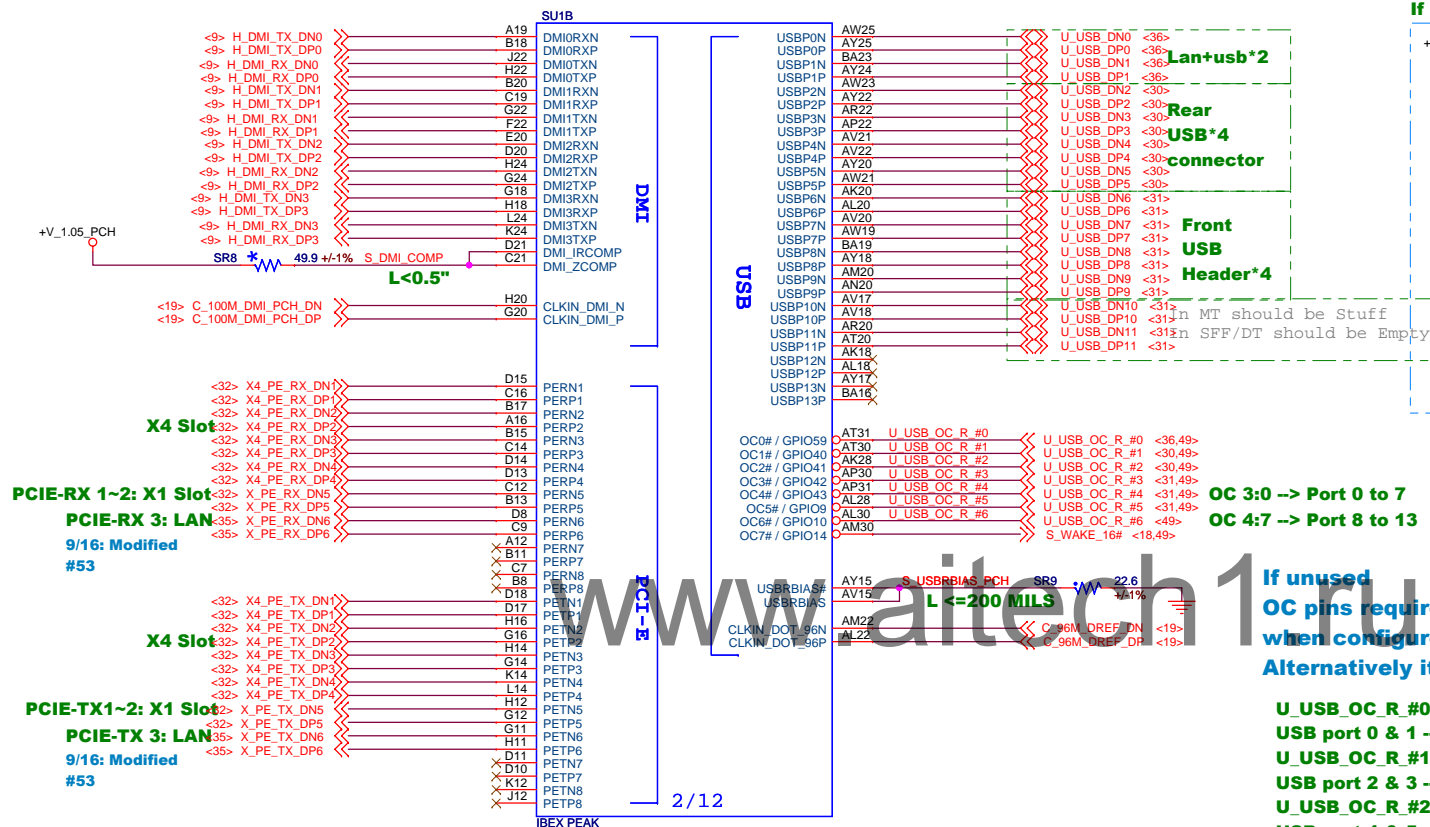 SU1B
If
<9> H_DMI_TX_DN0 A19 DMI0RXN
<9> H_DMI_TX_DP0 B18 DMI0RXP
<9> H_DMI_RX_DN0 J22 DMI0TXN
<9> H_DMI_RX_DP0 H22 DMI0TXP
<9> H_DMI_TX_DN1 B20 DMI1RXN
<9> H_DMI_TX_DP1 C19 DMI1RXP
<9> H_DMI_RX_DN1 G22 DMI1TXN
<9> H_DMI_RX_DP1 F22 DMI1TXP
<9> H_DMI_TX_DN2 E20 DMI2RXN
<9> H_DMI_TX_DP2 D20 DMI2RXP
<9> H_DMI_RX_DN2 H24 DMI2TXN
<9> H_DMI_RX_DP2 G24 DMI2TXP
<9> H_DMI_TX_DN3 G18 DMI3RXN
<9> H_DMI_TX_DP3 H18 DMI3RXP
<9> H_DMI_RX_DN3 L24 DMI3TXN
<9> H_DMI_RX_DP3 K24 DMI3TXP
D21 DMI_IRCOMP
+V_1.05_PCH
SR8 * 49.9 +/-1% S_DMI_COMP C21 DMI_ZCOMP
L<0.5"
<19> C_100M_DMI_PCH_DN H20 CLKIN_DMI_N
<19> C_100M_DMI_PCH_DP G20 CLKIN_DMI_P
DMI
<32> X4_PE_RX_DN1 D15 PERN1
<32> X4_PE_RX_DP1 C16 PERP1
<32> X4_PE_RX_DN2 B17 PERN2
<32> X4_PE_RX_DP2 A16 PERP2
<32> X4_PE_RX_DN3 B15 PERN3
<32> X4_PE_RX_DP3 C14 PERP3
<32> X4_PE_RX_DN4 D14 PERN4
<32> X4_PE_RX_DP4 D13 PERP4
<32> X_PE_RX_DN5 C12 PERN5
<32> X_PE_RX_DP5 B13 PERP5
<35> X_PE_RX_DN6 D8 PERN6
<35> X_PE_RX_DP6 C9 PERP6
A12 PERN7
B11 PERP7
C7 PERN8
B8 PERP8
X4 Slot
PCIE-RX 1~2: X1 Slot
PCIE-RX 3: LAN
9/16: Modified
#53
<32> X4_PE_TX_DN1 D18 PETN1
<32> X4_PE_TX_DP1 D17 PETP1
<32> X4_PE_TX_DN2 H16 PETN2
<32> X4_PE_TX_DP2 G16 PETP2
<32> X4_PE_TX_DN3 H14 PETN3
<32> X4_PE_TX_DP3 G14 PETP3
<32> X4_PE_TX_DN4 K14 PETN4
<32> X4_PE_TX_DP4 L14 PETP4
<32> X_PE_TX_DN5 H12 PETN5
<32> X_PE_TX_DP5 G12 PETP5
<35> X_PE_TX_DN6 G11 PETN6
<35> X_PE_TX_DP6 H11 PETP6
D11 PETN7
D10 PETP7
K12 PETN8
J12 PETP8
X4 Slot
PCIE-TX1~2: X1 Slot
PCIE-TX 3: LAN
9/16: Modified
#53
PCI-E
2/12
IBEX PEAK
USB
USBP0N AW25 U_USB_DN0 <36>
USBP0P AY25 U_USB_DP0 <36>
USBP1N BA23 U_USB_DN1 <36>
USBP1P AY24 U_USB_DP1 <36>
USBP2N AW23 U_USB_DN2 <30>
USBP2P AY22 U_USB_DP2 <30>
USBP3N AR22 U_USB_DN3 <30>
USBP3P AP22 U_USB_DP3 <30>
USBP4N AV21 U_USB_DN4 <30>
USBP4P AV22 U_USB_DP4 <30>
USBP5N AY20 U_USB_DN5 <30>
USBP5P AW21 U_USB_DP5 <30>
USBP6N AK20 U_USB_DN6 <31>
USBP6P AL20 U_USB_DP6 <31>
USBP7N AV20 U_USB_DN7 <31>
USBP7P AW19 U_USB_DP7 <31>
USBP8N BA19 U_USB_DN8 <31>
USBP8P AY18 U_USB_DP8 <31>
USBP9N AM20 U_USB_DN9 <31>
USBP9P AN20 U_USB_DP9 <31>
USBP10N AV17 U_USB_DN10 <31>
USBP10P AV18 U_USB_DP10 <31>
USBP11N AR20 U_USB_DN11 <31>
USBP11P AT20 U_USB_DP11 <31>
USBP12N AK18
USBP12P AL18
USBP13N AY17
USBP13P BA16
Lan+usb*2
Rear
USB*4
connector
Front
USB
Header*4
In MT should be Stuff
In SFF/DT should be Empty
+
OC0# / GPIO59 AT31 U_USB_OC_R_#0 U_USB_OC_R_#0 <36,49>
OC1# / GPIO40 AT30 U_USB_OC_R_#1 U_USB_OC_R_#1 <30,49>
OC2# / GPIO41 AK28 U_USB_OC_R_#2 U_USB_OC_R_#2 <30,49>
OC3# / GPIO42 AP30 U_USB_OC_R_#3 U_USB_OC_R_#3 <31,49>
OC4# / GPIO43 AP31 U_USB_OC_R_#4 U_USB_OC_R_#4 <31,49>
OC5# / GPIO9 AL28 U_USB_OC_R_#5 U_USB_OC_R_#5 <31,49>
OC6# / GPIO10 AL30 U_USB_OC_R_#6 U_USB_OC_R_#6 <49>
OC7# / GPIO14 AM30 S_WAKE_16# <18,49>
OC 3:0 --> Port 0 to 7
OC 4:7 --> Port 8 to 13
USBRBIAS# AY15 S_USBRBIAS_PCH SR9 * 22.6
USBRBIAS AV15 +/-1%
L <=200 MILS
CLKIN_DOT_96N AM22 C_96M_DREF_DN <19>
CLKIN_DOT_96P AL22 C_96M_DREF_DP <19>
www.aitech1.ru
If unused
OC pins requir
when configur
Alternatively it
U_USB_OC_R_#0
USB port 0 & 1 -
U_USB_OC_R_#1
USB port 2 & 3 -
U_USB_OC_R_#2